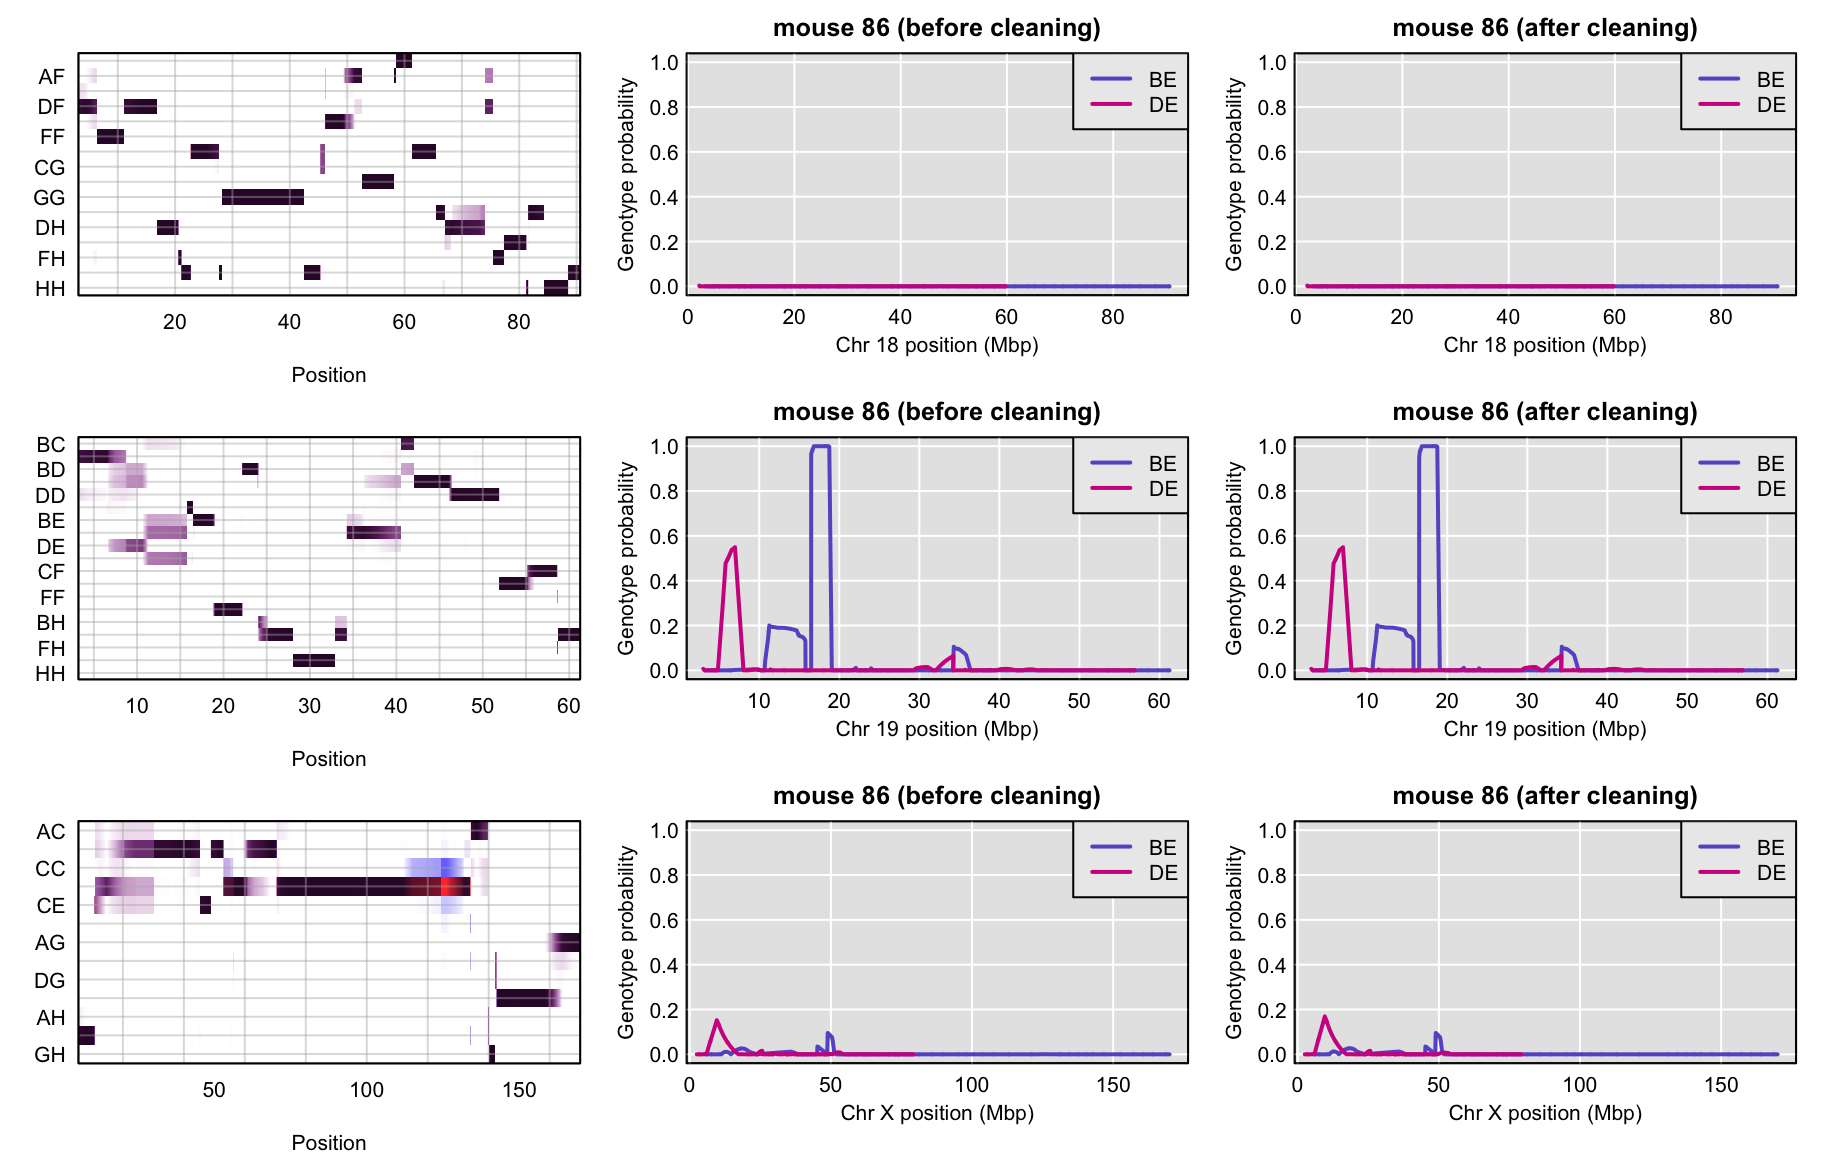 AF
DF
FF
CG
GG
DH
FH
HH
20 40 60 80
Position
mouse 86 (before cleaning)
Genotype probability
1.0
0.8
0.6
0.4
0.2
0.0
BE
DE
0 20 40 60 80
Chr 18 position (Mbp)
mouse 86 (after cleaning)
Genotype probability
1.0
0.8
0.6
0.4
0.2
0.0
BE
DE
0 20 40 60 80
Chr 18 position (Mbp)
BC
BD
DD
BE
DE
CF
FF
BH
FH
HH
10 20 30 40 50 60
Position
mouse 86 (before cleaning)
Genotype probability
1.0
0.8
0.6
0.4
0.2
0.0
BE
DE
10 20 30 40 50 60
Chr 19 position (Mbp)
mouse 86 (after cleaning)
Genotype probability
1.0
0.8
0.6
0.4
0.2
0.0
BE
DE
10 20 30 40 50 60
Chr 19 position (Mbp)
AC
CC
CE
AG
DG
AH
GH
50 100 150
Position
mouse 86 (before cleaning)
Genotype probability
1.0
0.8
0.6
0.4
0.2
0.0
BE
DE
0 50 100 150
Chr X position (Mbp)
mouse 86 (after cleaning)
Genotype probability
1.0
0.8
0.6
0.4
0.2
0.0
BE
DE
0 50 100 150
Chr X position (Mbp)